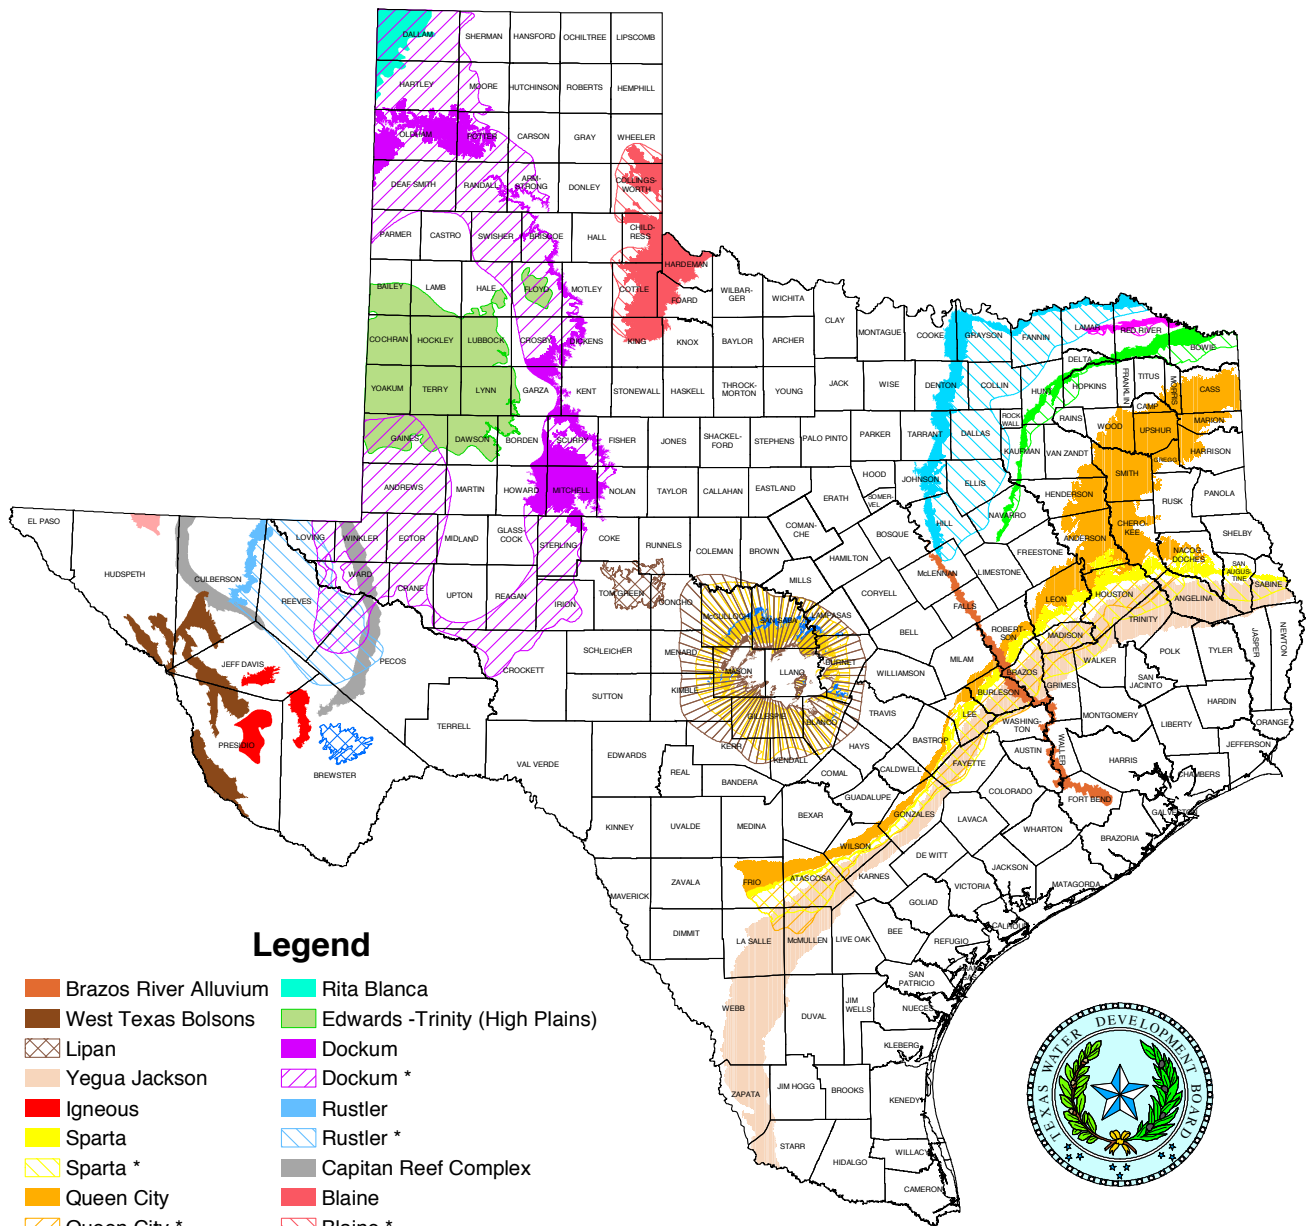 DALLAM SHERMAN HANSFORD OCHILTREE LIPSCOMB
HARTLEY MOORE HUTCHINSON ROBERTS HEMPHILL
OLDHAM POTTER CARSON GRAY WHEELER
DEAF SMITH RANDALL ARM-
STRONG DONLEY COLLINGS-
WORTH
PARMER CASTRO SWISHER BRISCOE HALL CHILD-
RESS
HARDEMAN
BAILEY LAMB HALE FLOYD MOTLEY COTTLE FOARD WILBAR-
GER WICHITA
COCHRAN HOCKLEY LUBBOCK CROSBY DICKENS KING KNOX BAYLOR ARCHER CLAY MONTAGUE COOKE GRAYSON FANNIN LAMAR RED RIVER BOWIE
DELTA
YOAKUM TERRY LYNN GARZA KENT STONEWALL HASKELL THROCK-
MORTON YOUNG JACK WISE DENTON COLLIN HUNT HOPKINS FRANKLIN TITUS MORRIS CASS
CAMP
GAINES DAWSON BORDEN SCURRY FISHER JONES SHACKEL-
FORD STEPHENS PALO PINTO PARKER TARRANT DALLAS ROCK-
WALL RAINS WOOD UPSHUR MARION
KAUFMAN VAN ZANDT GREGG HARRISON
ANDREWS MARTIN HOWARD MITCHELL NOLAN TAYLOR CALLAHAN EASTLAND ERATH HOOD SOMER-
VEL JOHNSON ELLIS HENDERSON SMITH RUSK PANOLA
EL PASO HUDSPETH CULBERSON LOVING WINKLER ECTOR MIDLAND GLASS-
COCK STERLING COKE RUNNELS COLEMAN BROWN COMAN-
CHE HAMILTON BOSQUE HILL NAVARRO FREESTONE ANDERSON CHERO-
KEE NACOG-
DOCHES SHELBY
REEVES WARD CRANE UPTON REAGAN IRION TOM GREEN CONCHO McCULLOCH SAN SABA MILLS LAMPASAS CORYELL McLENNAN LIMESTONE FALLS LEON HOUSTON ANGELINA SAN
AUGUS-
TINE SABINE
JEFF DAVIS PECOS CROCKETT SCHLEICHER MENARD MASON LLANO BURNET BELL MILAM ROBERT-
SON MADISON TRINITY POLK TYLER JASPER NEWTON
PRESIDIO BREWSTER TERRELL SUTTON KIMBLE GILLESPIE BLANCO WILLIAMSON TRAVIS BURLESON BRAZOS GRIMES WALKER SAN
JACINTO HARDIN
VAL VERDE EDWARDS KERR KENDALL HAYS BASTROP LEE WASHING-
TON MONTGOMERY LIBERTY ORANGE
REAL BANDERA COMAL CALDWELL FAYETTE AUSTIN WALLER HARRIS JEFFERSON
CHAMBERS
KINNEY UVALDE MEDINA BEXAR GUADALUPE GONZALES COLORADO FORT BEND GALVESTON
LAVACA WHARTON BRAZORIA
MAVERICK ZAVALA FRIO ATASCOSA WILSON KARNES DE WITT JACKSON MATAGORDA
VICTORIA
DIMMIT LA SALLE McMULLEN LIVE OAK BEE GOLIAD REFUGIO CALHOUN
SAN
PATRICIO
WEBB DUVAL JIM
WELLS NUECES
KLEBERG
ZAPATA JIM HOGG BROOKS KENEDY
STARR HIDALGO WILLACY
CAMERON
Legend
Brazos River Alluvium
West Texas Bolsons
Lipan
Yegua Jackson
Igneous
Sparta
Sparta *
Queen City
Queen City *
Rita Blanca
Edwards -Trinity (High Plains)
Dockum
Dockum *
Rustler
Rustler *
Capitan Reef Complex
Blaine
Blaine *
TEXAS WATER DEVELOPMENT BOARD